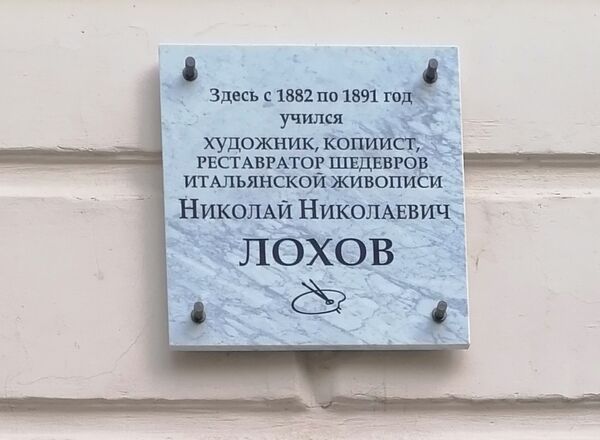 Здесь с 1882 по 1891 год
учился
ХУДОЖНИК, КОПИИСТ,
РЕСТАВРАТОР ШЕДЕВРОВ
ИТАЛЬЯНСКОЙ ЖИВОПИСИ
НИКОЛАЙ НИКОЛАЕВИЧ
ЛОХОВ